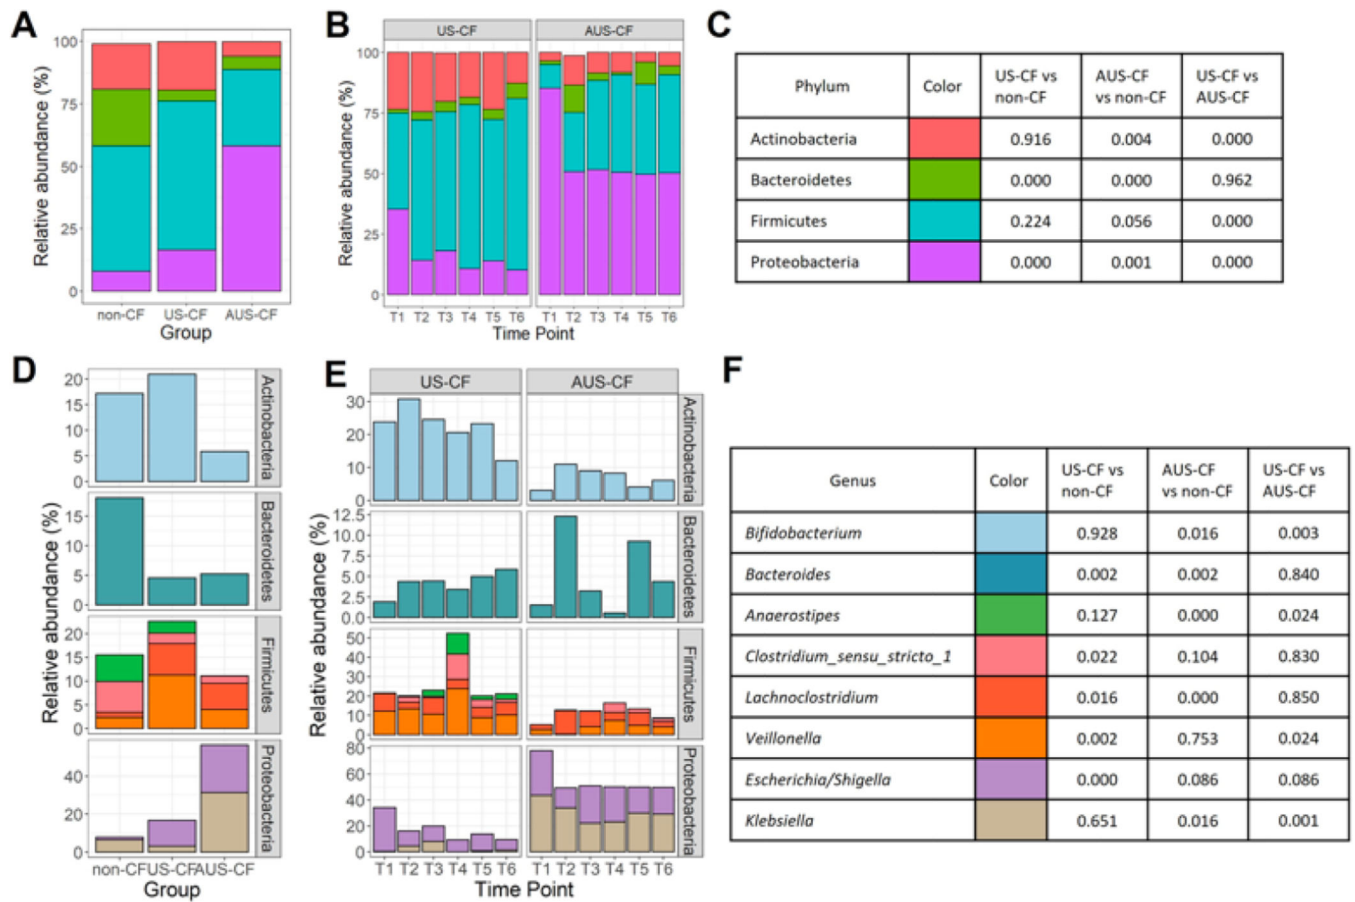 A
Relative abundance (%)
100
75
50
25
0
non-CF US-CF AUS-CF
Group
B
US-CF AUS-CF
Relative abundance (%)
100
75
50
25
0
T1 T2 T3 T4 T5 T6 T1 T2 T3 T4 T5 T6
Time Point
C
Phylum Color US-CF vs non-CF AUS-CF vs non-CF US-CF vs AUS-CF
Actinobacteria 0.916 0.004 0.000
Bacteroidetes 0.000 0.000 0.962
Firmicutes 0.224 0.056 0.000
Proteobacteria 0.000 0.001 0.000
D
Relative abundance (%)
20
15
10
5
0
Actinobacteria
15
10
5
0
Bacteroidetes
20
15
10
5
0
Firmicutes
40
20
0
Proteobacteria
non-CF US-CF AUS-CF
Group
E
US-CF AUS-CF
Relative abundance (%)
30
20
10
0
Actinobacteria
12.5
10.0
7.5
5.0
2.5
0.0
Bacteroidetes
50
40
30
20
10
0
Firmicutes
80
60
40
20
0
Proteobacteria
T1 T2 T3 T4 T5 T6 T1 T2 T3 T4 T5 T6
Time Point
F
Genus Color US-CF vs non-CF AUS-CF vs non-CF US-CF vs AUS-CF
Bifidobacterium 0.928 0.016 0.003
Bacteroides 0.002 0.002 0.840
Anaerostipes 0.127 0.000 0.024
Clostridium_sensu_stricto_1 0.022 0.104 0.830
Lachnoclostridium 0.016 0.000 0.850
Veillonella 0.002 0.753 0.024
Escherichia/Shigella 0.000 0.086 0.086
Klebsiella 0.651 0.016 0.001